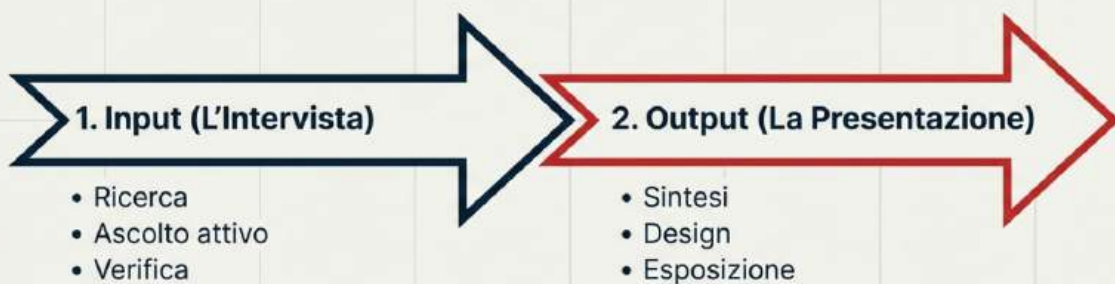 1. Input (L'Intervista)
• Ricerca
• Ascolto attivo
• Verifica
2. Output (La Presentazione)
• Sintesi
• Design
• Esposizione